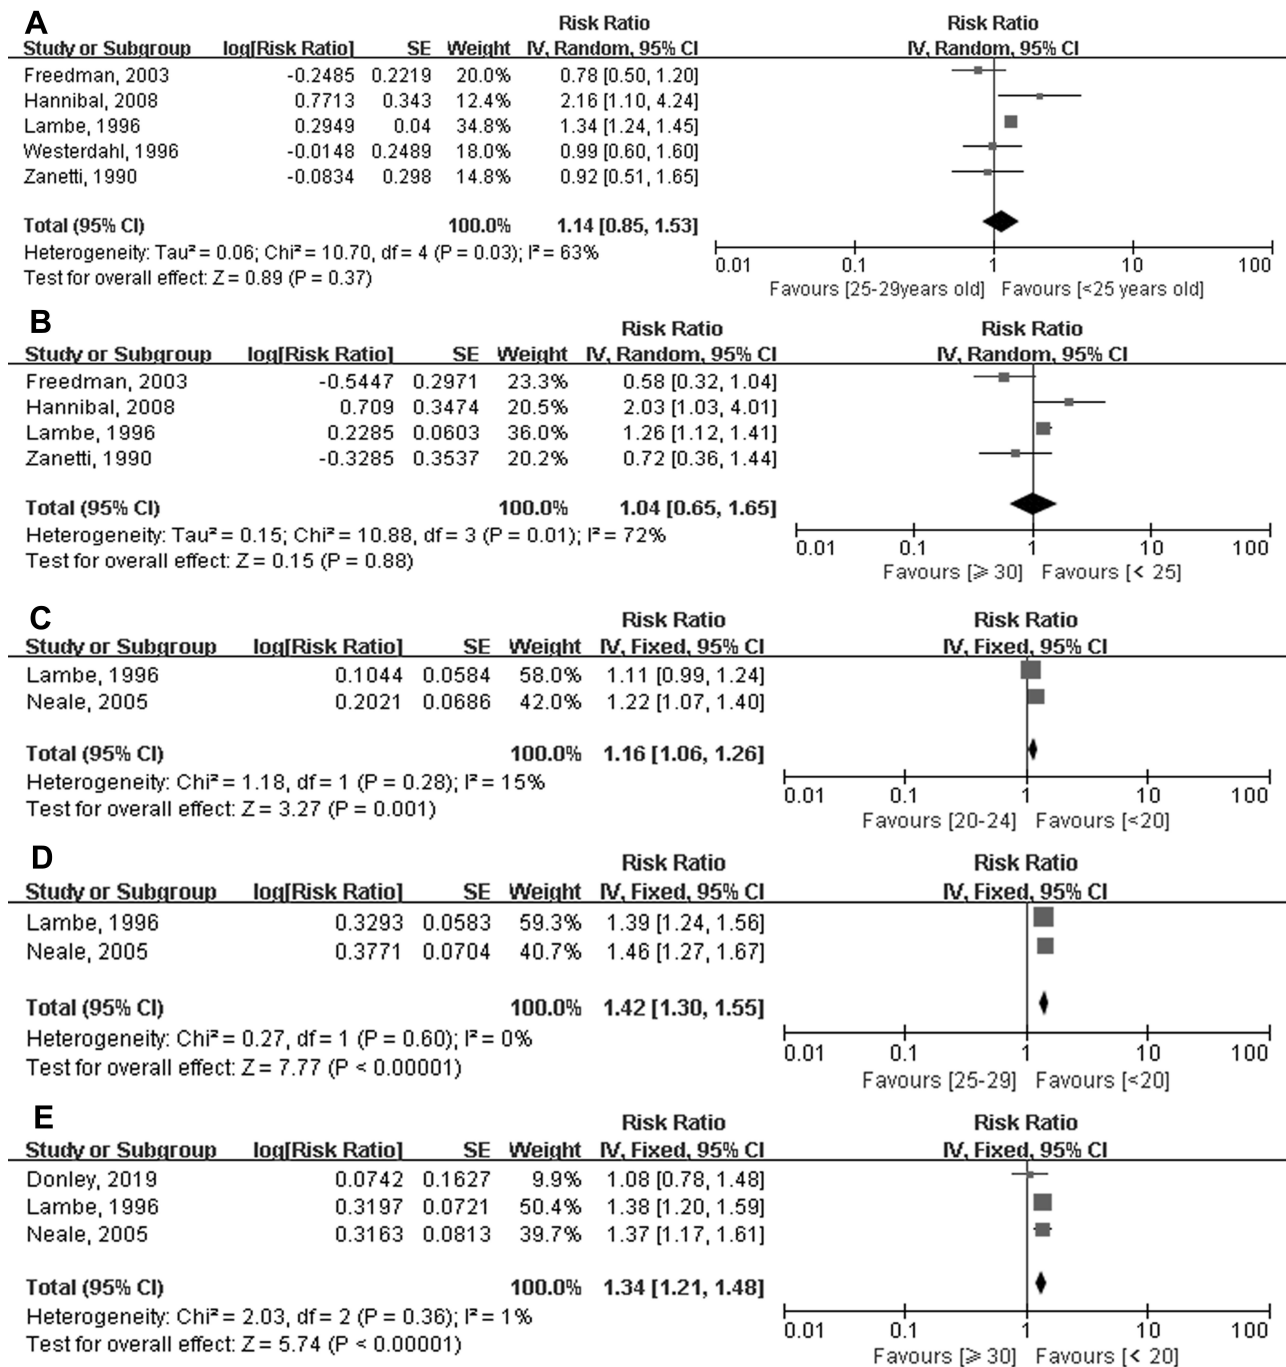 A
Risk Ratio Risk Ratio
Study or Subgroup log[Risk Ratio] SE Weight IV, Random, 95% CI IV, Random, 95% CI
Freedman, 2003 -0.2485 0.2219 20.0% 0.78 [0.50, 1.20]
Hannibal, 2008 0.7713 0.343 12.4% 2.16 [1.10, 4.24]
Lambe, 1996 0.2949 0.04 34.8% 1.34 [1.24, 1.45]
Westerdahl, 1996 -0.0148 0.2489 18.0% 0.99 [0.60, 1.60]
Zanetti, 1990 -0.0834 0.298 14.8% 0.92 [0.51, 1.65]
Total (95% CI) 100.0% 1.14 [0.85, 1.53]
Heterogeneity: Tau² = 0.06; Chi² = 10.70, df = 4 (P = 0.03); I² = 63%
Test for overall effect: Z = 0.89 (P = 0.37)
0.01 0.1 1 10 100
Favours [25-29years old] Favours [<25 years old]
B
Risk Ratio Risk Ratio
Study or Subgroup log[Risk Ratio] SE Weight IV, Random, 95% CI IV, Random, 95% CI
Freedman, 2003 -0.5447 0.2971 23.3% 0.58 [0.32, 1.04]
Hannibal, 2008 0.709 0.3474 20.5% 2.03 [1.03, 4.01]
Lambe, 1996 0.2285 0.0603 36.0% 1.26 [1.12, 1.41]
Zanetti, 1990 -0.3285 0.3537 20.2% 0.72 [0.36, 1.44]
Total (95% CI) 100.0% 1.04 [0.65, 1.65]
Heterogeneity: Tau² = 0.15; Chi² = 10.88, df = 3 (P = 0.01); I² = 72%
Test for overall effect: Z = 0.15 (P = 0.88)
0.01 0.1 1 10 100
Favours [⩾ 30] Favours [< 25]
C
Risk Ratio Risk Ratio
Study or Subgroup log[Risk Ratio] SE Weight IV, Fixed, 95% CI IV, Fixed, 95% CI
Lambe, 1996 0.1044 0.0584 58.0% 1.11 [0.99, 1.24]
Neale, 2005 0.2021 0.0686 42.0% 1.22 [1.07, 1.40]
Total (95% CI) 100.0% 1.16 [1.06, 1.26]
Heterogeneity: Chi² = 1.18, df = 1 (P = 0.28); I² = 15%
Test for overall effect: Z = 3.27 (P = 0.001)
0.01 0.1 1 10 100
Favours [20-24] Favours [<20]
D
Risk Ratio Risk Ratio
Study or Subgroup log[Risk Ratio] SE Weight IV, Fixed, 95% CI IV, Fixed, 95% CI
Lambe, 1996 0.3293 0.0583 59.3% 1.39 [1.24, 1.56]
Neale, 2005 0.3771 0.0704 40.7% 1.46 [1.27, 1.67]
Total (95% CI) 100.0% 1.42 [1.30, 1.55]
Heterogeneity: Chi² = 0.27, df = 1 (P = 0.60); I² = 0%
Test for overall effect: Z = 7.77 (P < 0.00001)
0.01 0.1 1 10 100
Favours [25-29] Favours [<20]
E
Risk Ratio Risk Ratio
Study or Subgroup log[Risk Ratio] SE Weight IV, Fixed, 95% CI IV, Fixed, 95% CI
Donley, 2019 0.0742 0.1627 9.9% 1.08 [0.78, 1.48]
Lambe, 1996 0.3197 0.0721 50.4% 1.38 [1.20, 1.59]
Neale, 2005 0.3163 0.0813 39.7% 1.37 [1.17, 1.61]
Total (95% CI) 100.0% 1.34 [1.21, 1.48]
Heterogeneity: Chi² = 2.03, df = 2 (P = 0.36); I² = 1%
Test for overall effect: Z = 5.74 (P < 0.00001)
0.01 0.1 1 10 100
Favours [⩾ 30] Favours [< 20]